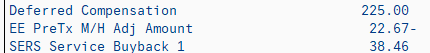 Deferred Compensation 225.00
EE PreTx M/H Adj Amount 22.67-
SERS Service Buyback 1 38.46